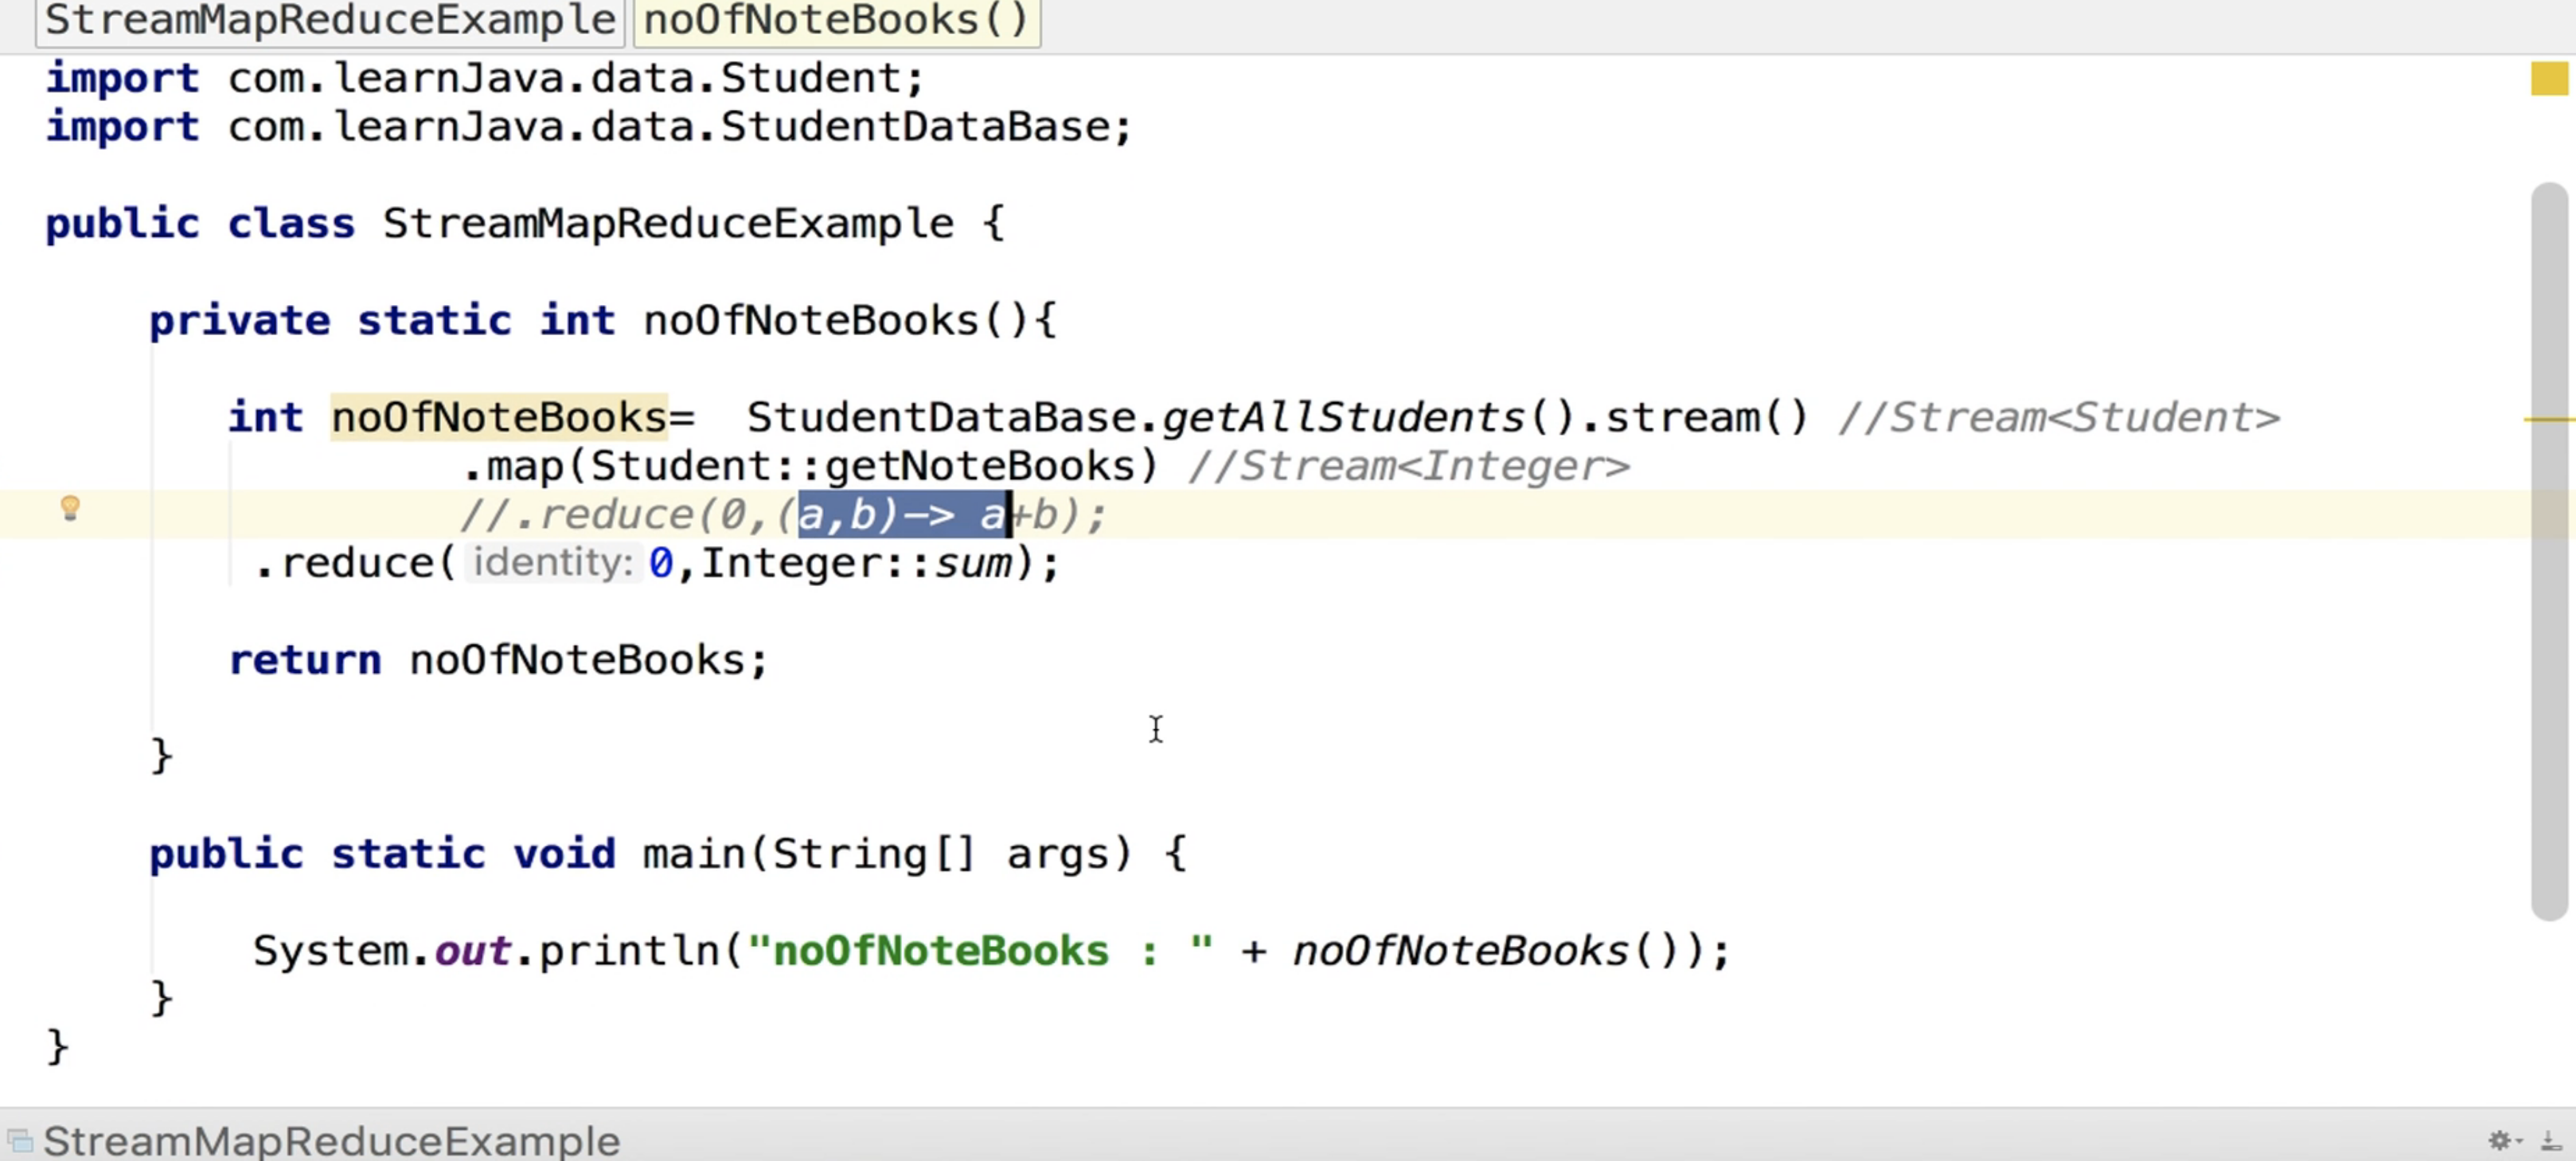 StreamMapReduceExample noOfNoteBooks()
import com.learnJava.data.Student;
import com.learnJava.data.StudentDataBase;
public class StreamMapReduceExample {
private static int noOfNoteBooks(){
int noOfNoteBooks=  StudentDataBase.getAllStudents().stream() //Stream<Student>
.map(Student::getNoteBooks) //Stream<Integer>
//.reduce(0,(a,b)-> a+b);
.reduce( identity: 0,Integer::sum);
return noOfNoteBooks;
}
public static void main(String[] args) {
System.out.println("noOfNoteBooks : " + noOfNoteBooks());
}
}
StreamMapReduceExample